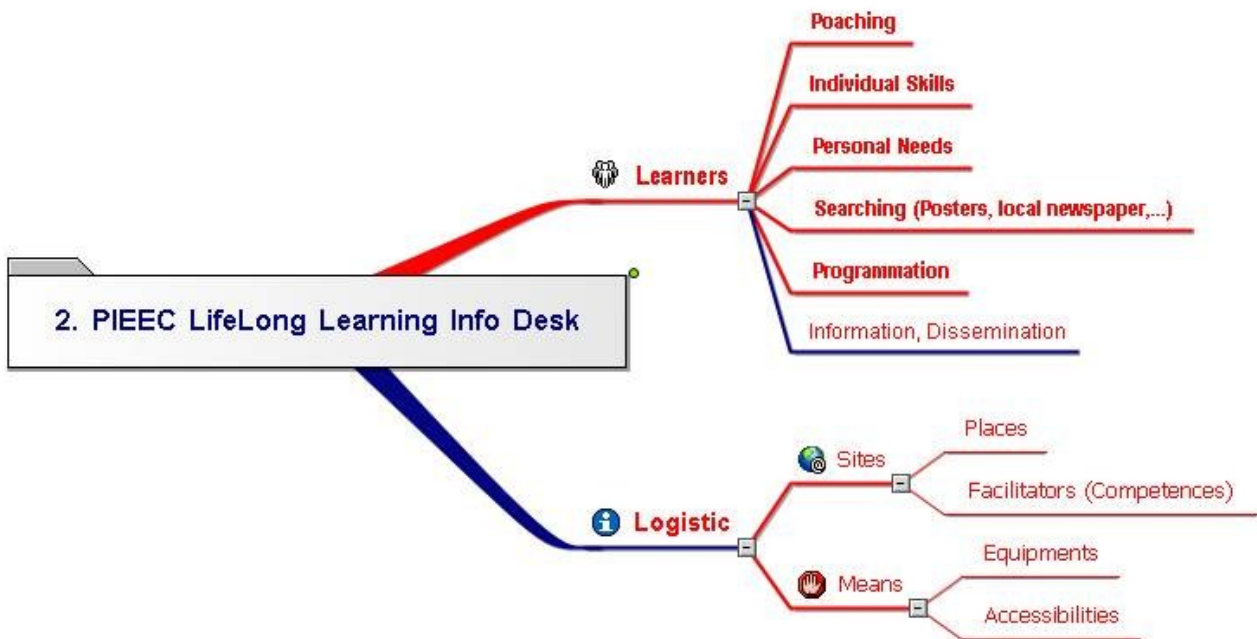 Poaching
Individual Skills
Personal Needs
Learners
Searching (Posters, local newspaper,...)
Programmation
Information, Dissemination
2. PIEEC LifeLong Learning Info Desk
Places
Sites
Facilitators (Competences)
Logistic
Equipments
Means
Accessibilities